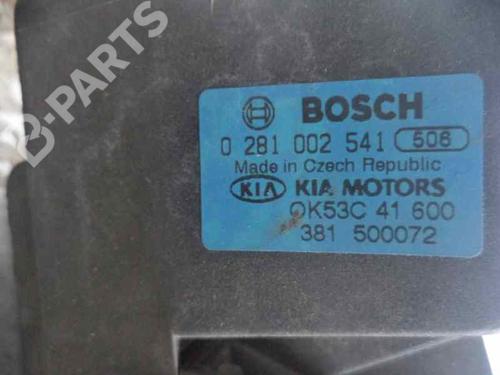 B-PARTS
BOSCH
0 281 002 541 506
Made in Czech Republic
KIA KIA MOTORS
0K53C 41 600
381 500072